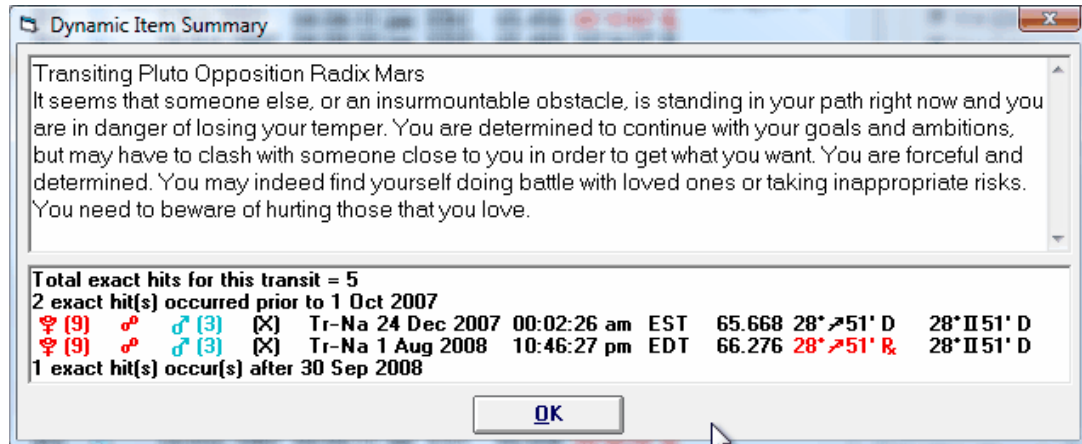 Dynamic Item Summary
Transiting Pluto Opposition Radix Mars
It seems that someone else, or an insurmountable obstacle, is standing in your path right now and you
are in danger of losing your temper. You are determined to continue with your goals and ambitions,
but may have to clash with someone close to you in order to get what you want. You are forceful and
determined. You may indeed find yourself doing battle with loved ones or taking inappropriate risks.
You need to beware of hurting those that you love.
Total exact hits for this transit = 5
2 exact hit(s) occurred prior to 1 Oct 2007
(9) ☍ ♂ (3) (X) Tr-Na 24 Dec 2007 00:02:26 am EST 65.668 28°♐51' D 28°♊51' D
(9) ☍ ♂ (3) (X) Tr-Na 1 Aug 2008 10:46:27 pm EDT 66.276 28°♐51' ℞ 28°♊51' D
1 exact hit(s) occur(s) after 30 Sep 2008
OK